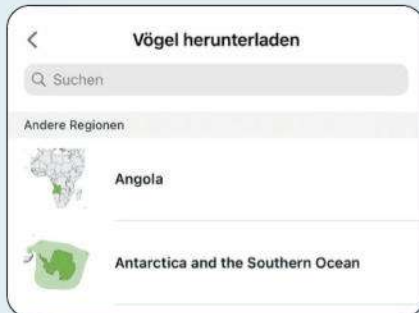 Vögel herunterladen
Suchen
Andere Regionen
Angola
Antarctica and the Southern Ocean